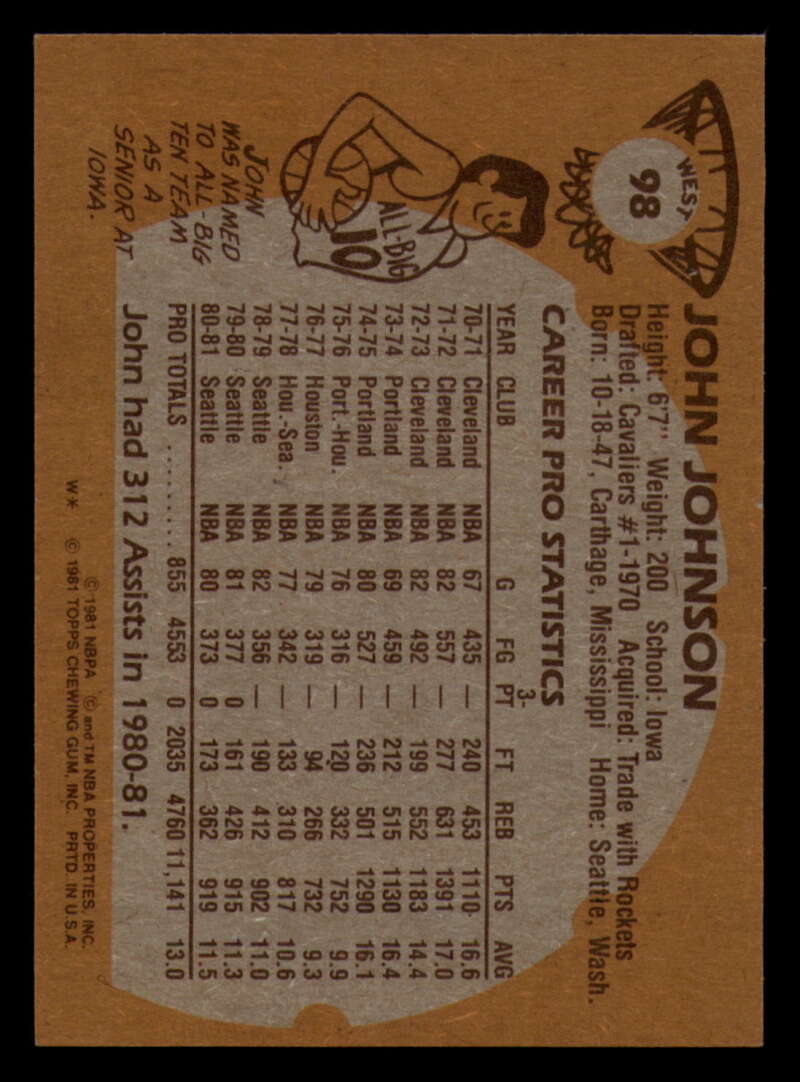 WEST
98
JOHN JOHNSON
Height: 6'7" Weight: 200 School: Iowa
Drafted: Cavaliers #1-1970 Acquired: Trade with Rockets
Born: 10-18-47, Carthage, Mississippi Home: Seattle, Wash.
CAREER PRO STATISTICS
YEAR CLUB G FG 3-PT FT REB PTS AVG
70-71 Cleveland NBA 67 435 — 240 453 1110 16.6
71-72 Cleveland NBA 82 557 — 277 631 1391 17.0
72-73 Cleveland NBA 82 492 — 199 552 1183 14.4
73-74 Portland NBA 69 459 — 212 515 1130 16.4
74-75 Portland NBA 80 527 — 236 501 1290 16.1
75-76 Port.-Hou. NBA 76 316 — 120 332 752 9.9
76-77 Houston NBA 79 319 — 94 266 732 9.3
77-78 Hou.-Sea. NBA 77 342 — 133 310 817 10.6
78-79 Seattle NBA 82 356 — 190 412 902 11.0
79-80 Seattle NBA 81 377 0 161 426 915 11.3
80-81 Seattle NBA 80 373 0 173 362 919 11.5
PRO TOTALS ......... 855 4553 0 2035 4760 11,141 13.0
John had 312 Assists in 1980-81.
ALL-BIG
10
JOHN
WAS NAMED
TO ALL-BIG
TEN TEAM
AS A
SENIOR AT
IOWA.
© 1981 NBPA © and TM NBA PROPERTIES, INC.
W* © 1981 TOPPS CHEWING GUM, INC. PRTD. IN U.S.A.